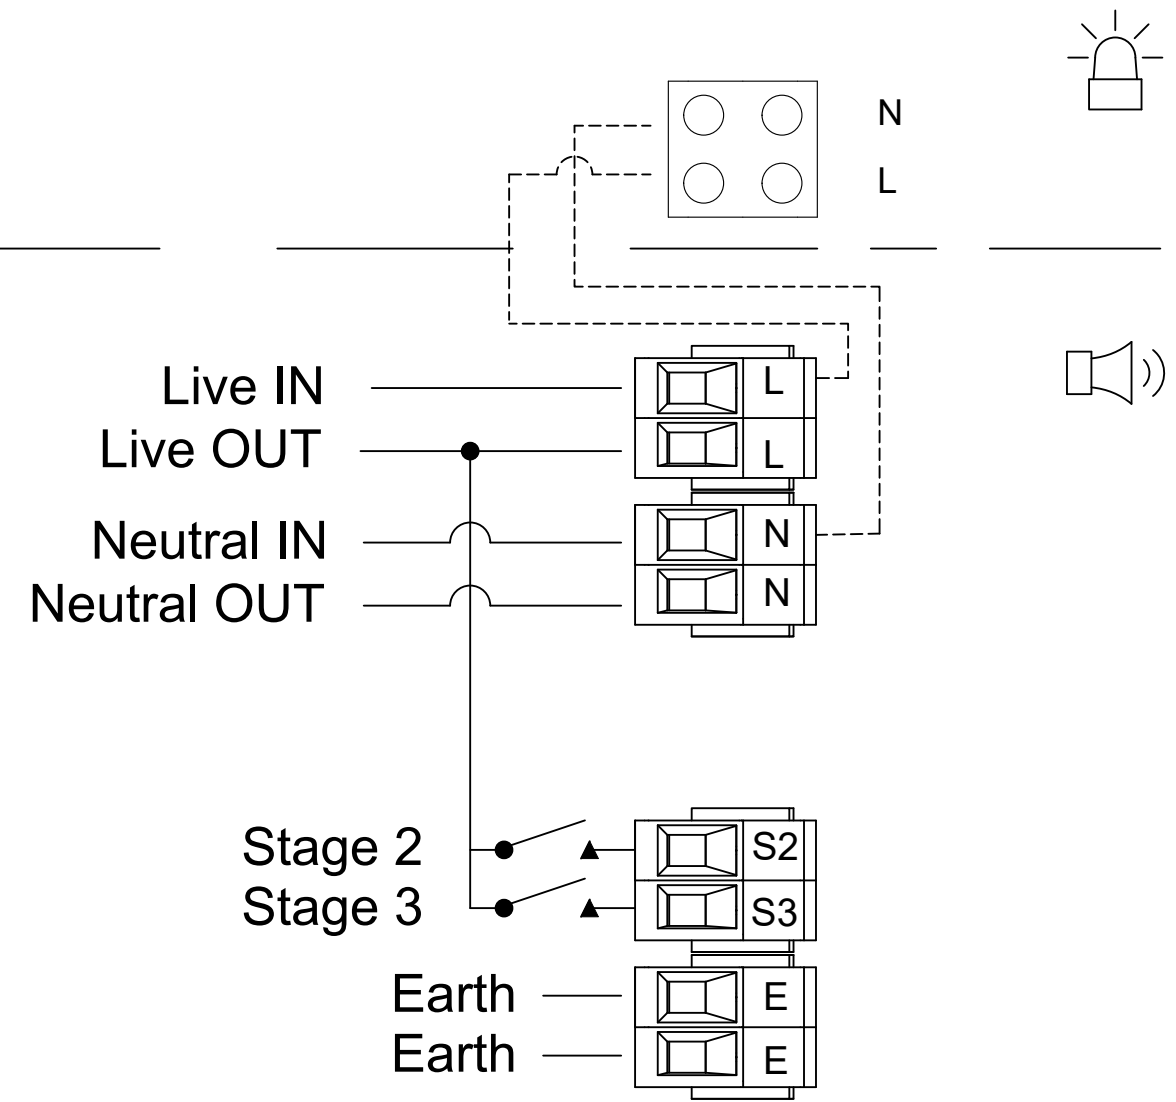 N
L
Live IN L
Live OUT L
Neutral IN N
Neutral OUT N
Stage 2 S2
Stage 3 S3
Earth E
Earth E